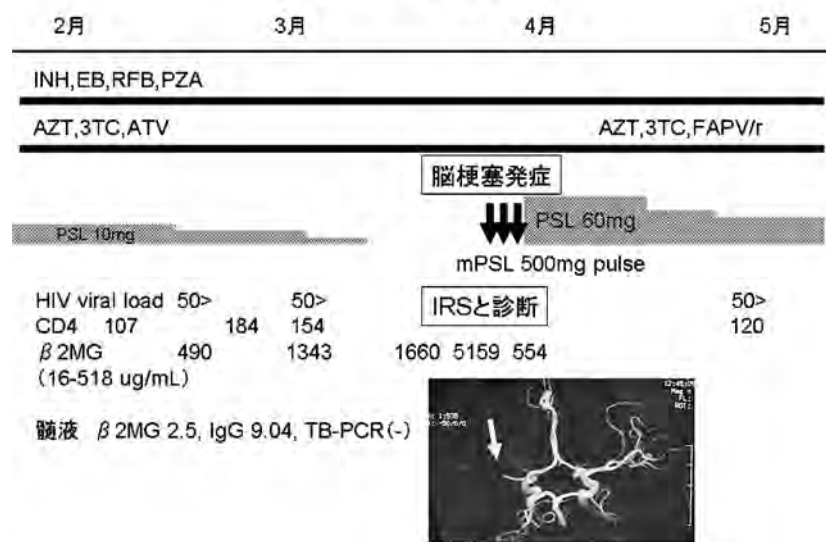 2月 3月 4月 5月
INH,EB,RFB,PZA
AZT,3TC,ATV AZT,3TC,FAPV/r
脳梗塞発症
PSL 10mg PSL 60mg
mPSL 500mg pulse
HIV viral load 50> 50> IRSと診断 50>
CD4 107 184 154 120
β2MG 490 1343 1660 5159 554
(16-518 ug/mL)
髄液 β2MG 2.5, IgG 9.04, TB-PCR(-)